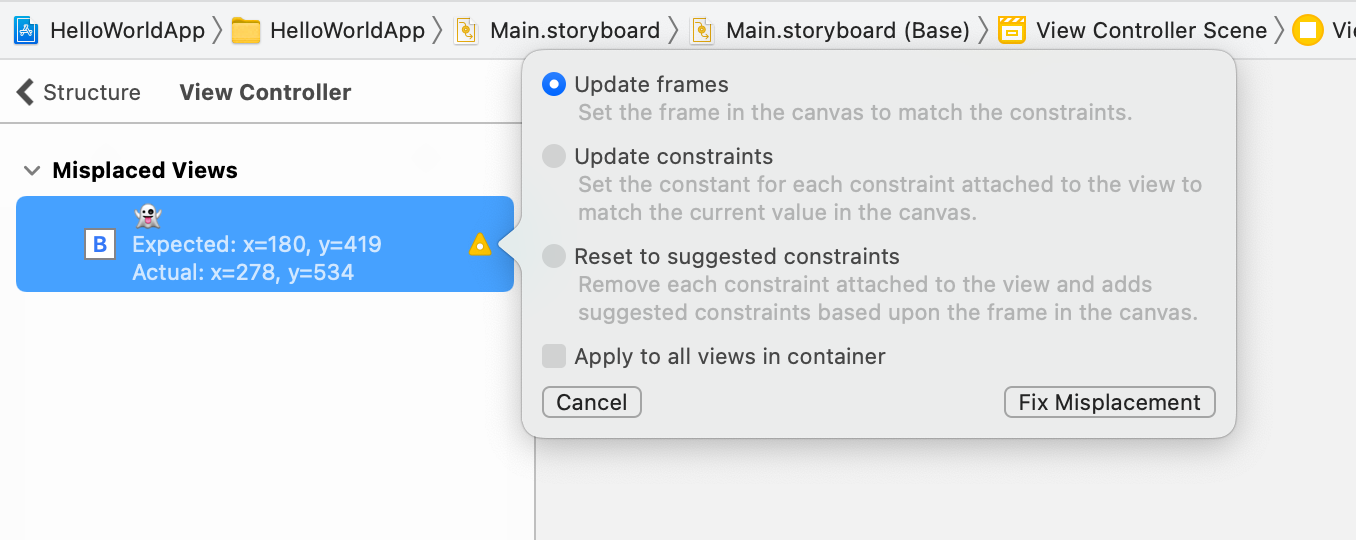 HelloWorldApp HelloWorldApp Main.storyboard Main.storyboard (Base) View Controller Scene
Structure View Controller
Misplaced Views
👻
B Expected: x=180, y=419
Actual: x=278, y=534
Update frames
Set the frame in the canvas to match the constraints.
Update constraints
Set the constant for each constraint attached to the view to
match the current value in the canvas.
Reset to suggested constraints
Remove each constraint attached to the view and adds
suggested constraints based upon the frame in the canvas.
Apply to all views in container
Cancel Fix Misplacement